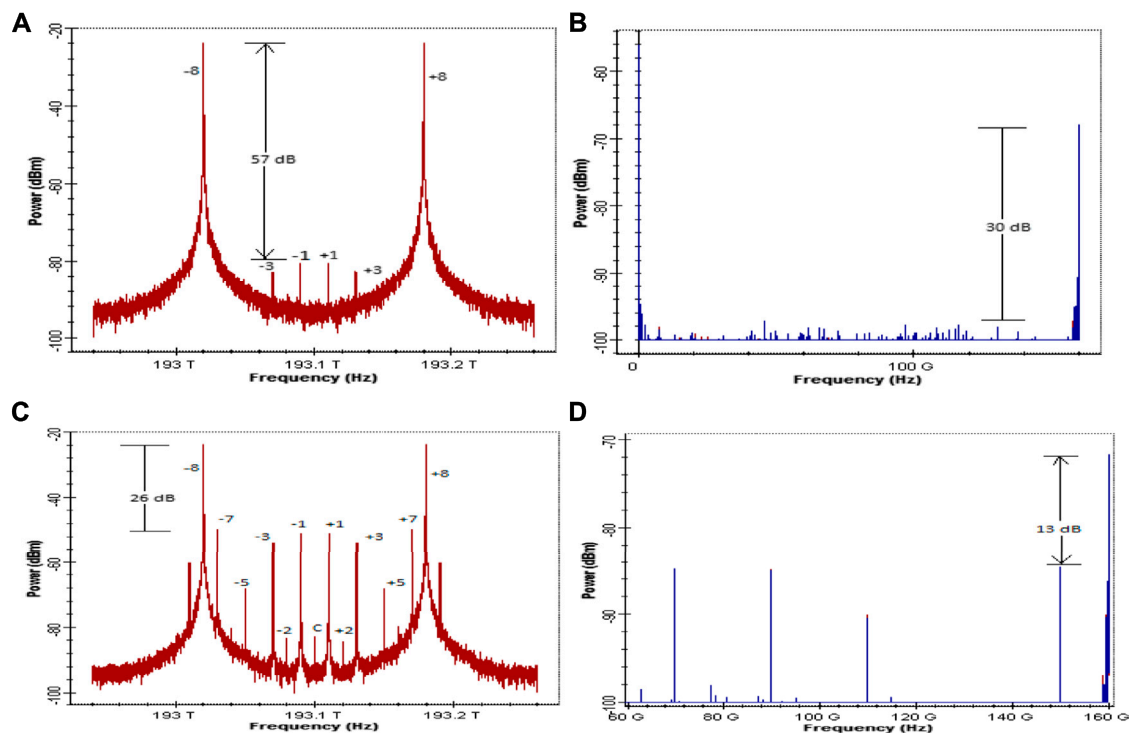 A
Power (dBm)
-20
-40
-60
-80
-100
-8
+8
57 dB
-3
-1
+1
+3
193 T
193.1 T
193.2 T
Frequency (Hz)
B
Power (dBm)
-60
-70
-80
-90
-100
30 dB
0
100 G
Frequency (Hz)
C
Power (dBm)
-20
-40
-60
-80
-100
-8
+8
26 dB
-7
-3
-1
+1
+3
+7
-5
+5
-2
C
+2
193 T
193.1 T
193.2 T
Frequency (Hz)
D
Power (dBm)
-70
-80
-90
-100
13 dB
60 G
80 G
100 G
120 G
140 G
160 G
Frequency (Hz)